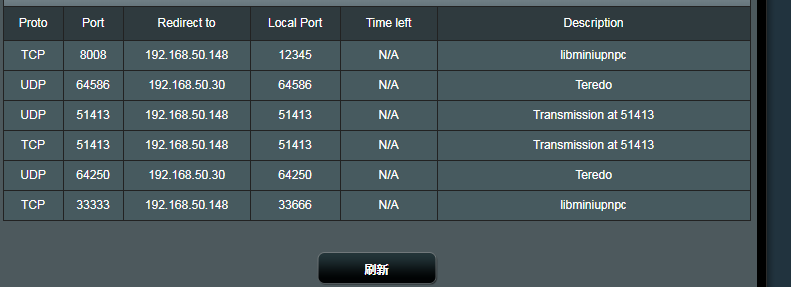 Proto Port Redirect to Local Port Time left Description
TCP 8008 192.168.50.148 12345 N/A libminiupnpc
UDP 64586 192.168.50.30 64586 N/A Teredo
UDP 51413 192.168.50.148 51413 N/A Transmission at 51413
TCP 51413 192.168.50.148 51413 N/A Transmission at 51413
UDP 64250 192.168.50.30 64250 N/A Teredo
TCP 33333 192.168.50.148 33666 N/A libminiupnpc
刷新